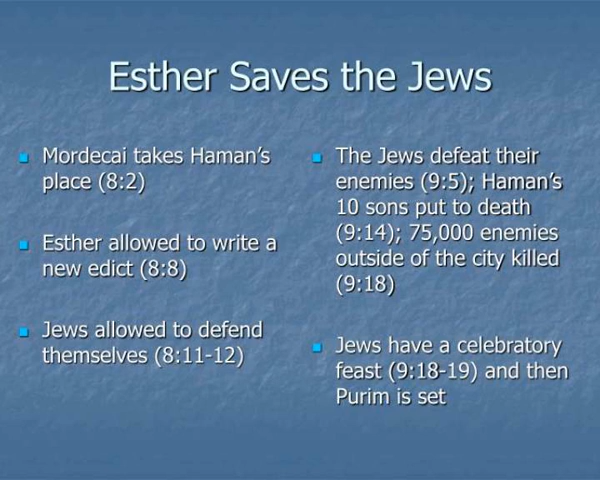 Esther Saves the Jews
Mordecai takes Haman's
place (8:2)
Esther allowed to write a
new edict (8:8)
Jews allowed to defend
themselves (8:11-12)
The Jews defeat their
enemies (9:5); Haman's
10 sons put to death
(9:14); 75,000 enemies
outside of the city killed
(9:18)
Jews have a celebratory
feast (9:18-19) and then
Purim is set